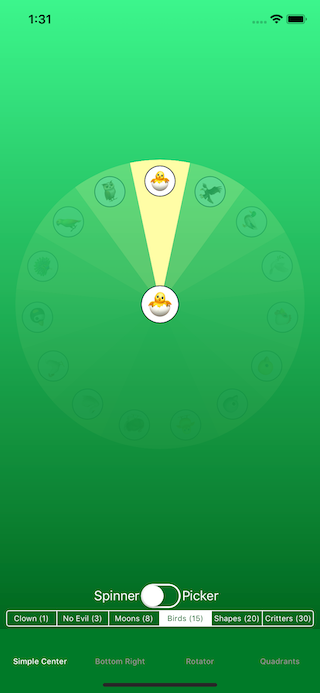 1:31
Spinner Picker
Clown (1) No Evil (3) Moons (8) Birds (15) Shapes (20) Critters (30)
Simple Center Bottom Right Rotator Quadrants